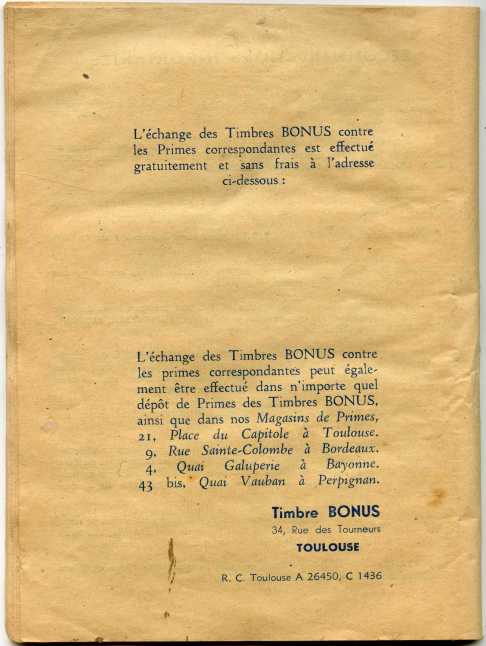 L'échange des Timbres BONUS contre
les Primes correspondantes est effectué
gratuitement et sans frais à l'adresse
ci-dessous :
L'échange des Timbres BONUS contre
les primes correspondantes peut égale-
ment être effectué dans n'importe quel
dépôt de Primes des Timbres BONUS,
ainsi que dans nos Magasins de Primes,
21, Place du Capitole à Toulouse.
9, Rue Sainte-Colombe à Bordeaux.
4, Quai Galuperie à Bayonne.
43 bis, Quai Vauban à Perpignan.
Timbre BONUS
34, Rue des Tourneurs
TOULOUSE
R. C. Toulouse A 26450, C 1436